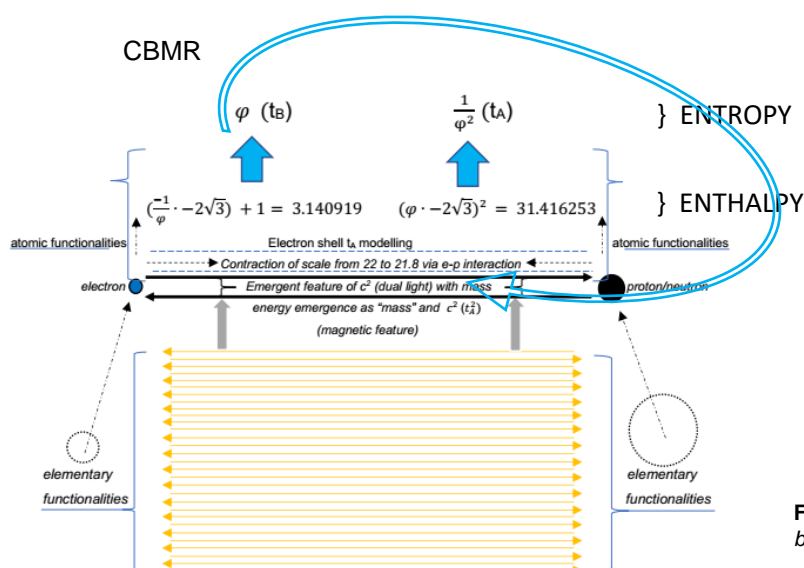 CBMR
φ (tB)
1/φ² (tA)
} ENTROPY
(-1/φ · -2√3) + 1 = 3.140919
(φ · -2√3)² = 31.416253
} ENTHALPY
atomic functionalities
Electron shell tA modelling
atomic functionalities
Contraction of scale from 22 to 21.8 via e-p interaction
electron
Emergent feature of c² (dual light) with mass
proton/neutron
energy emergence as “mass” and c² (tA²)
(magnetic feature)
elementary
functionalities
elementary
functionalities
F
b